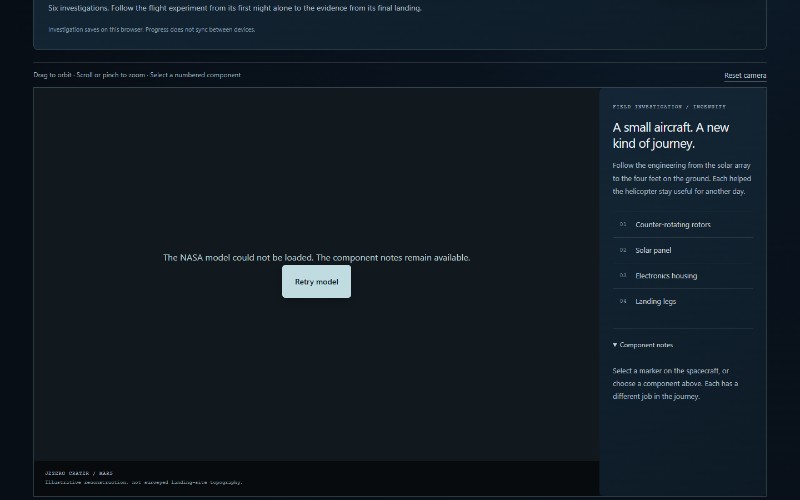 Six investigations. Follow the flight experiment from its first night alone to the evidence from its final landing.
Investigation saves on this browser. Progress does not sync between devices.
Drag to orbit · Scroll or pinch to zoom · Select a numbered component
Reset camera
The NASA model could not be loaded. The component notes remain available.
Retry model
JEZERO CRATER / MARS
Illustrative reconstruction, not surveyed landing-site topography.
FIELD INVESTIGATION / INGENUITY
A small aircraft. A new
kind of journey.
Follow the engineering from the solar array
to the four feet on the ground. Each helped
the helicopter stay useful for another day.
01 Counter-rotating rotors
02 Solar panel
03 Electronics housing
04 Landing legs
▼ Component notes
Select a marker on the spacecraft, or
choose a component above. Each has a
different job in the journey.